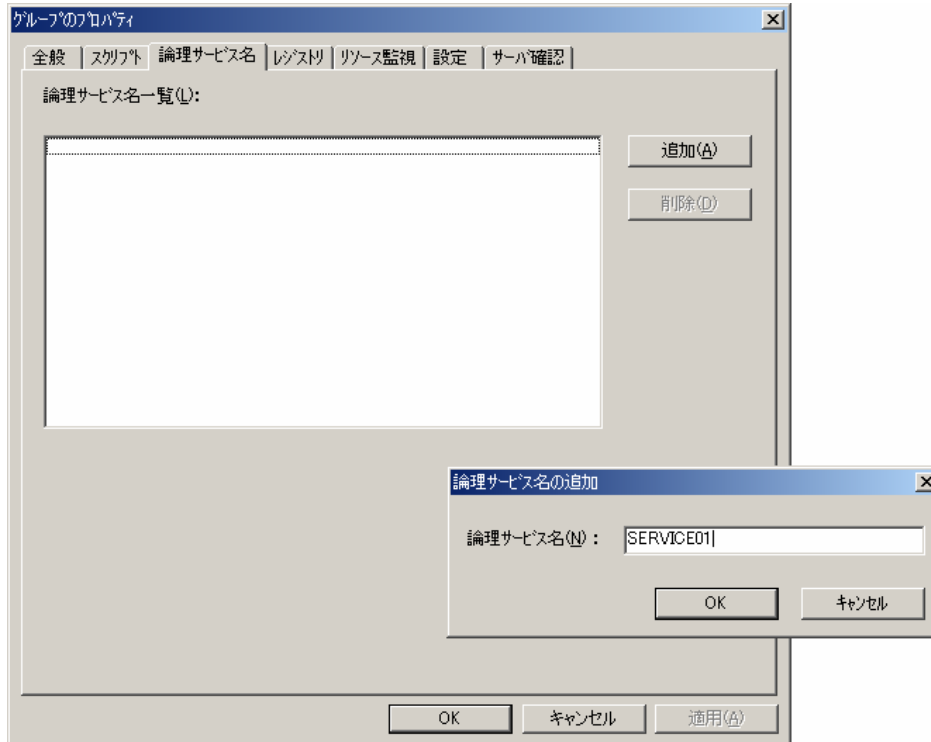 グループのプロパティ
全般 スクリプト 論理サービス名 レジストリ リソース監視 設定 サーバ確認
論理サービス名一覧(L):
追加(A)
削除(D)
論理サービス名の追加
論理サービス名(N)：
SERVICE01
OK キャンセル
OK キャンセル 適用(A)